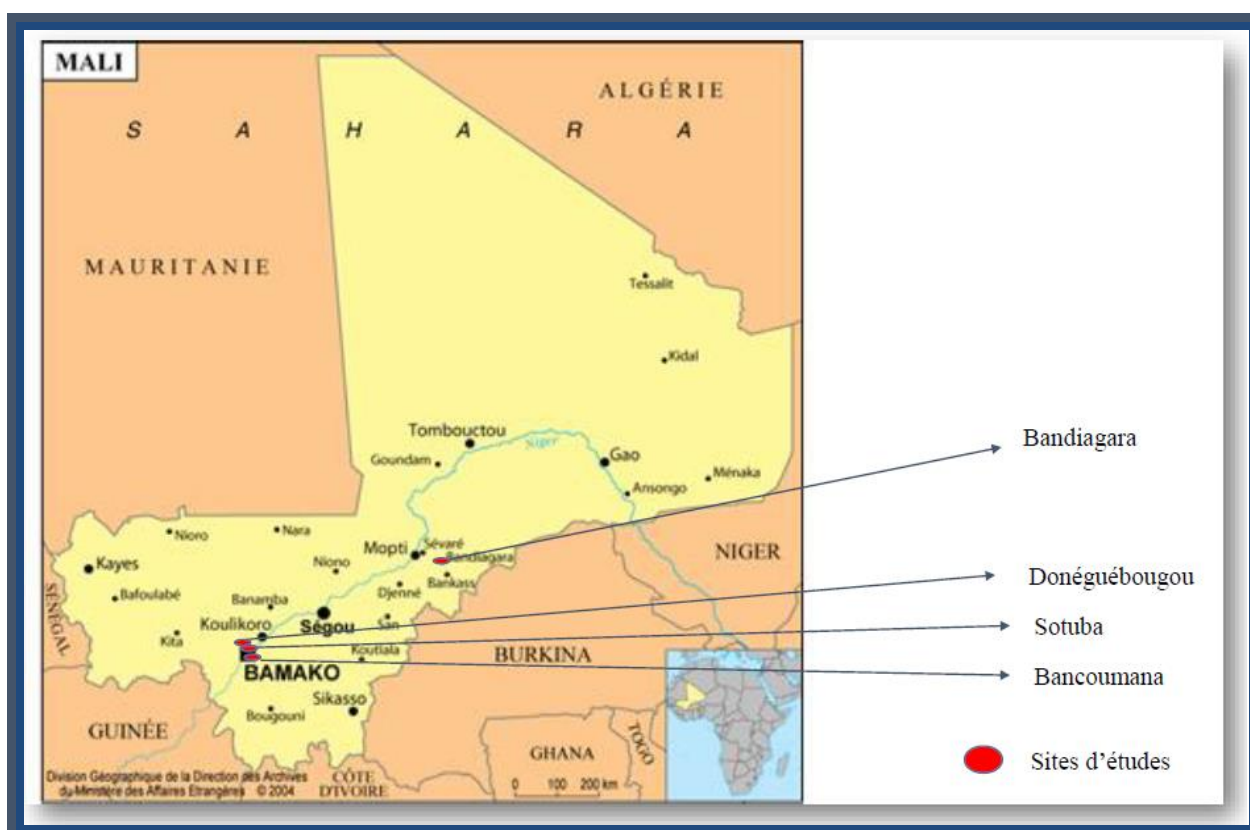 MALI
ALGÉRIE
S A H A R A
MAURITANIE
Tessalit
Kidal
Tombouctou
Niger
Goundam
Gao
Ménaka
Ansongo
Bandiagara
Nioro
Nara
Sévaré
Mopti
Bandiagara
NIGER
Kayes
Niono
Bankass
Donéguébougou
Bafoulabé
Djenné
SÉNÉGAL
Banamba
Ségou
San
Koulikoro
Sotuba
Kita
Koutiala
BURKINA
BAMAKO
Bancoumana
Sikasso
Bougouni
GUINÉE
TOGO
GHANA
Sites d’études
Division Géographique de la Direction des Archives
du Ministère des Affaires Etrangères © 2004
CÔTE
D'IVOIRE
0 100 200 km